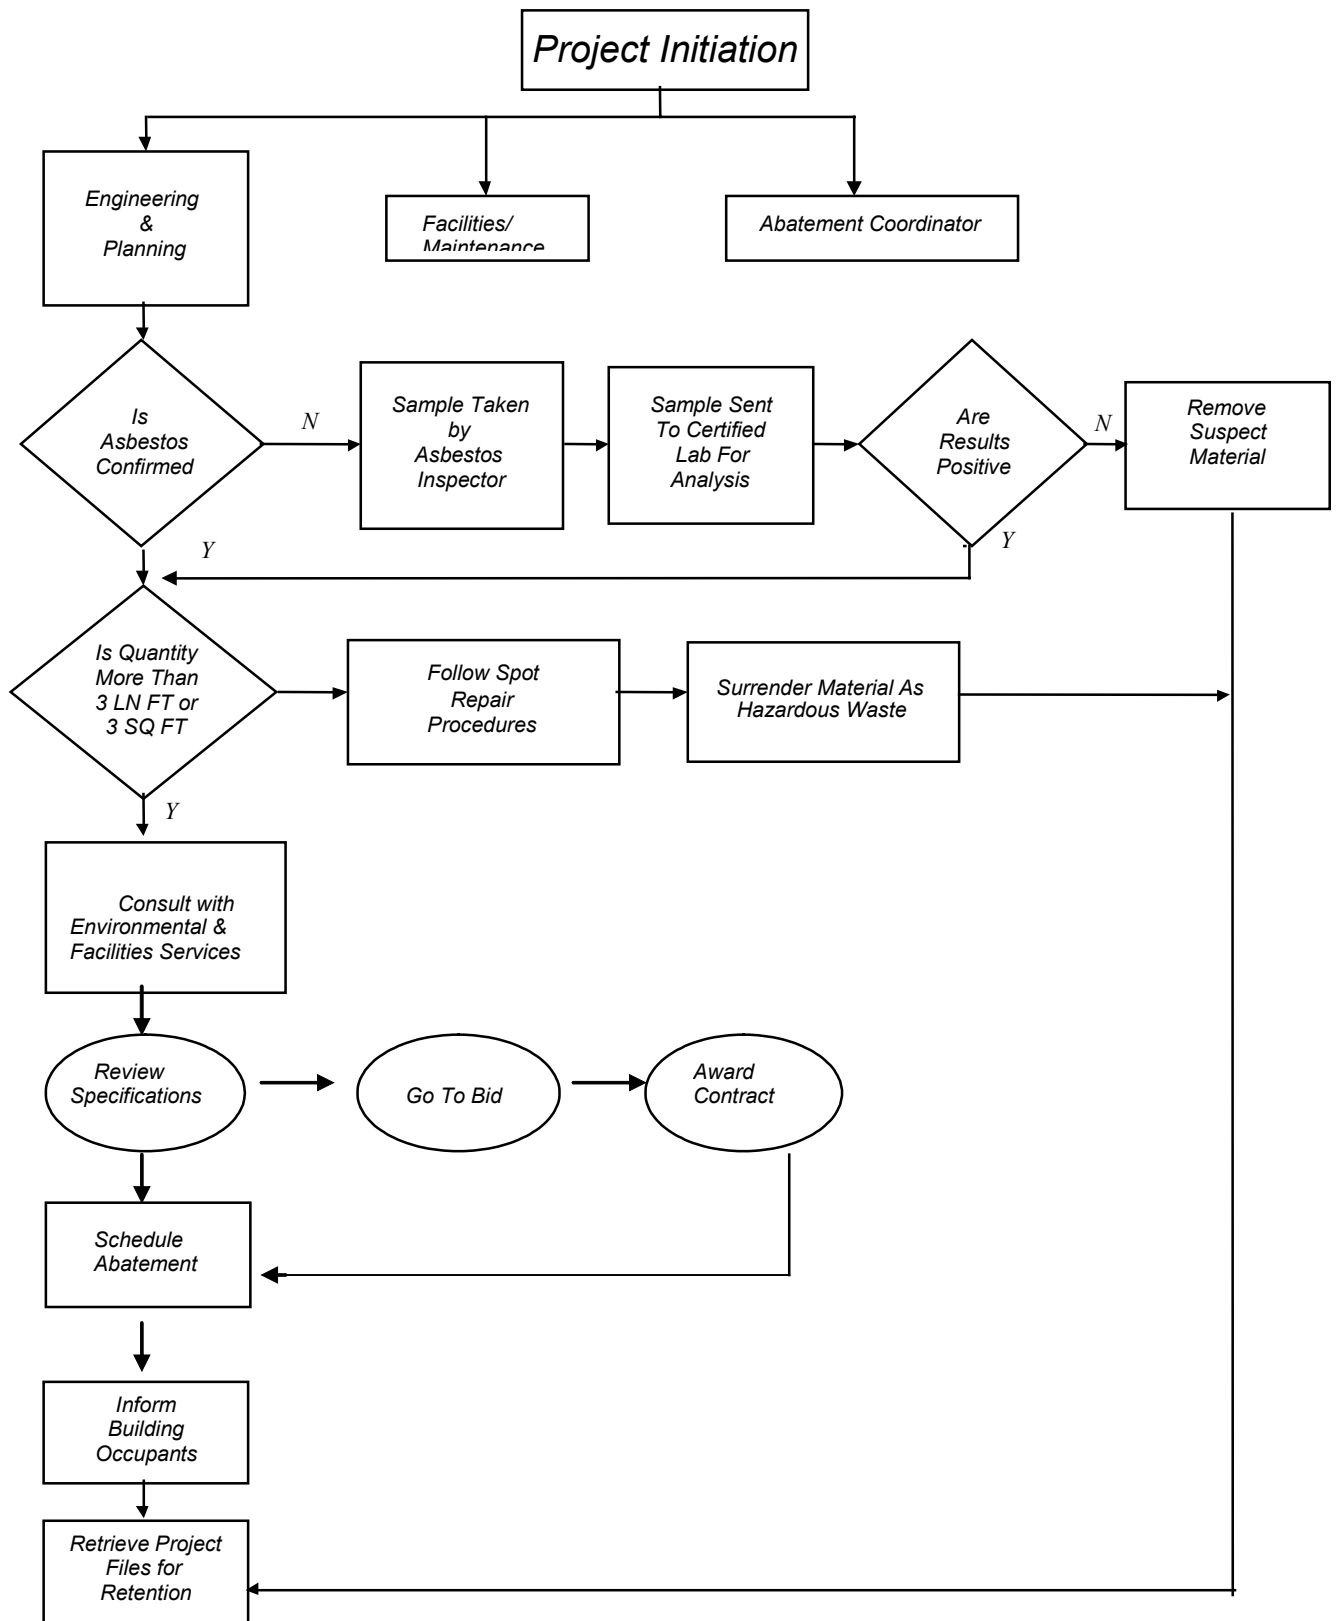 Project Initiation
Engineering
&
Planning
Facilities/
Maintenance
Abatement Coordinator
Is
Asbestos
Confirmed
N
Sample Taken
by
Asbestos
Inspector
Sample Sent
To Certified
Lab For
Analysis
Are
Results
Positive
N
Remove
Suspect
Material
Y
Y
Is Quantity
More Than
3 LN FT or
3 SQ FT
Follow Spot
Repair
Procedures
Surrender Material As
Hazardous Waste
Y
Consult with
Environmental &
Facilities Services
Review
Specifications
Go To Bid
Award
Contract
Schedule
Abatement
Inform
Building
Occupants
Retrieve Project
Files for
Retention